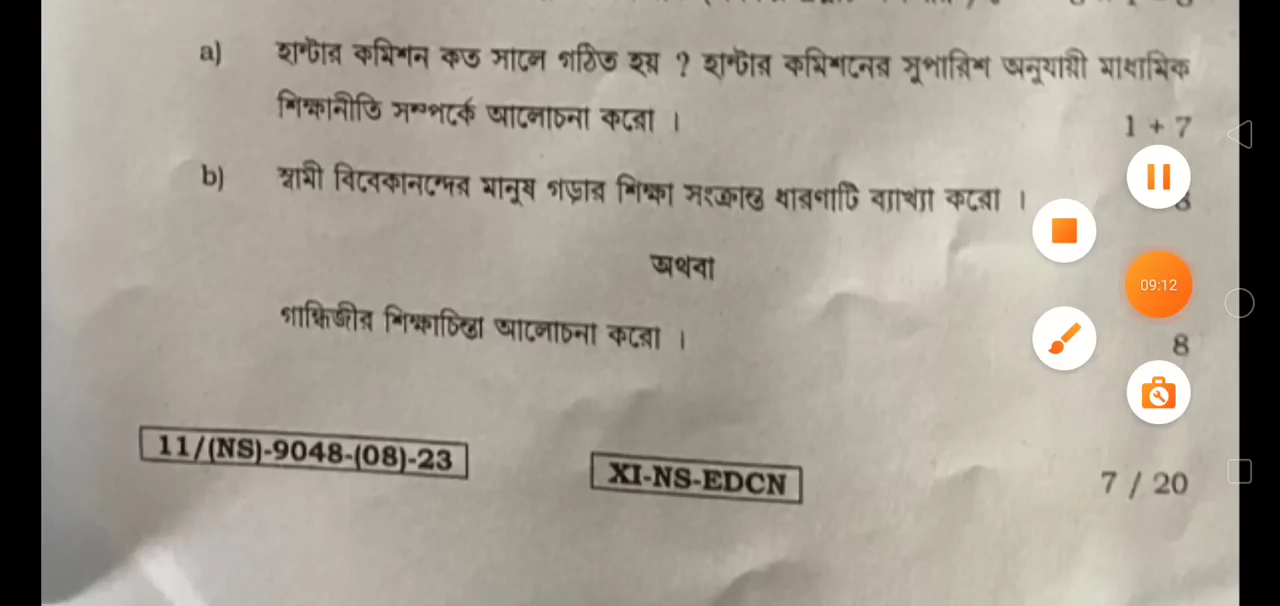 a) হান্টার কমিশন কত সালে গঠিত হয় ? হান্টার কমিশনের সুপারিশ অনুযায়ী মাধ্যমিক
শিক্ষানীতি সম্পর্কে আলোচনা করো ।
1 + 7
b) স্বামী বিবেকানন্দের মানুষ গড়ার শিক্ষা সংক্রান্ত ধারণাটি ব্যাখ্যা করো ।
অথবা
09:12
গান্ধিজীর শিক্ষাচিন্তা আলোচনা করো ।
8
11/(NS)-9048-(08)-23
XI-NS-EDCN
7 / 20